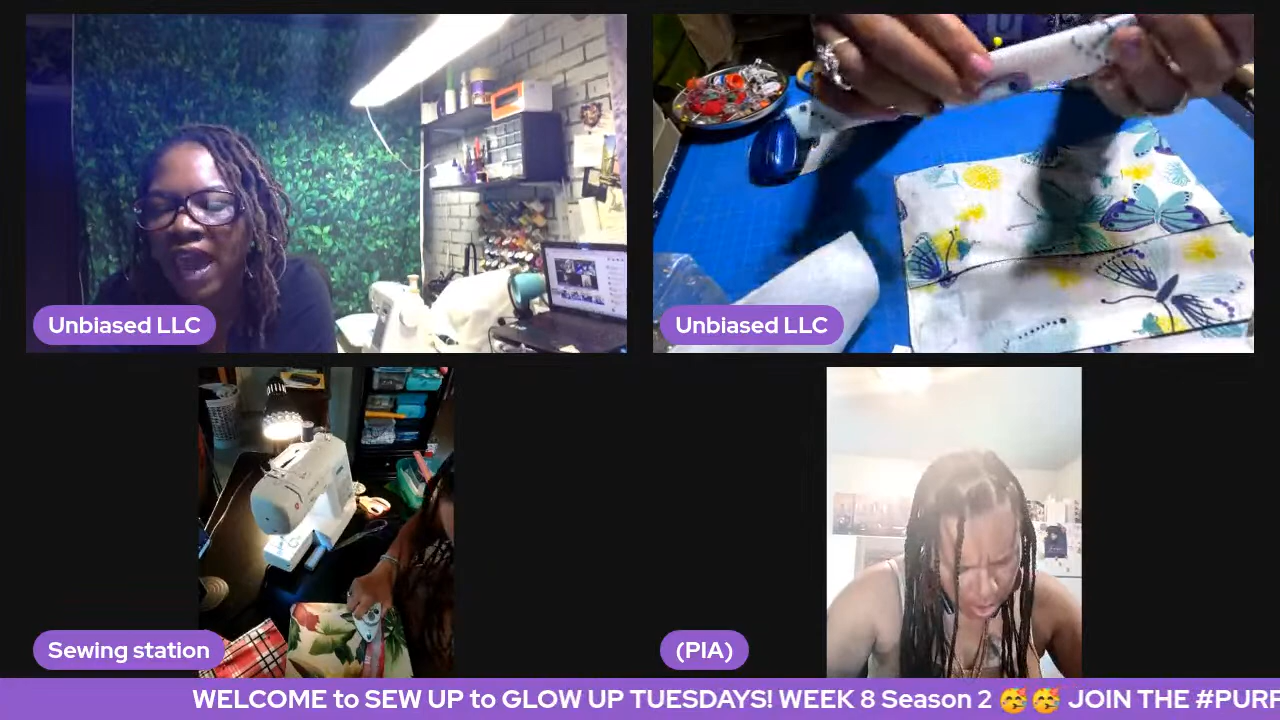 Unbiased LLC
Unbiased LLC
Sewing station
(PIA)
WELCOME to SEW UP to GLOW UP TUESDAYS! WEEK 8 Season 2 🥳🥳 JOIN THE #PURP